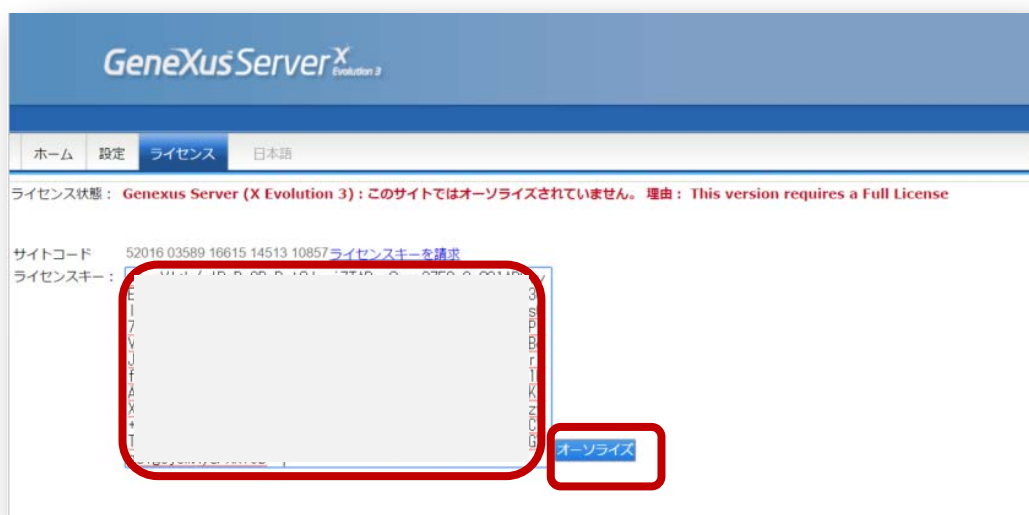 GeneXus Server X
Evolution 3
ホーム 設定 ライセンス 日本語
ライセンス状態： Genexus Server (X Evolution 3) : このサイトではオーソライズされていません。 理由： This version requires a Full License
サイトコード 52016 03589 16615 14513 10857 ライセンスキーを請求
ライセンスキー：
オーソライズ